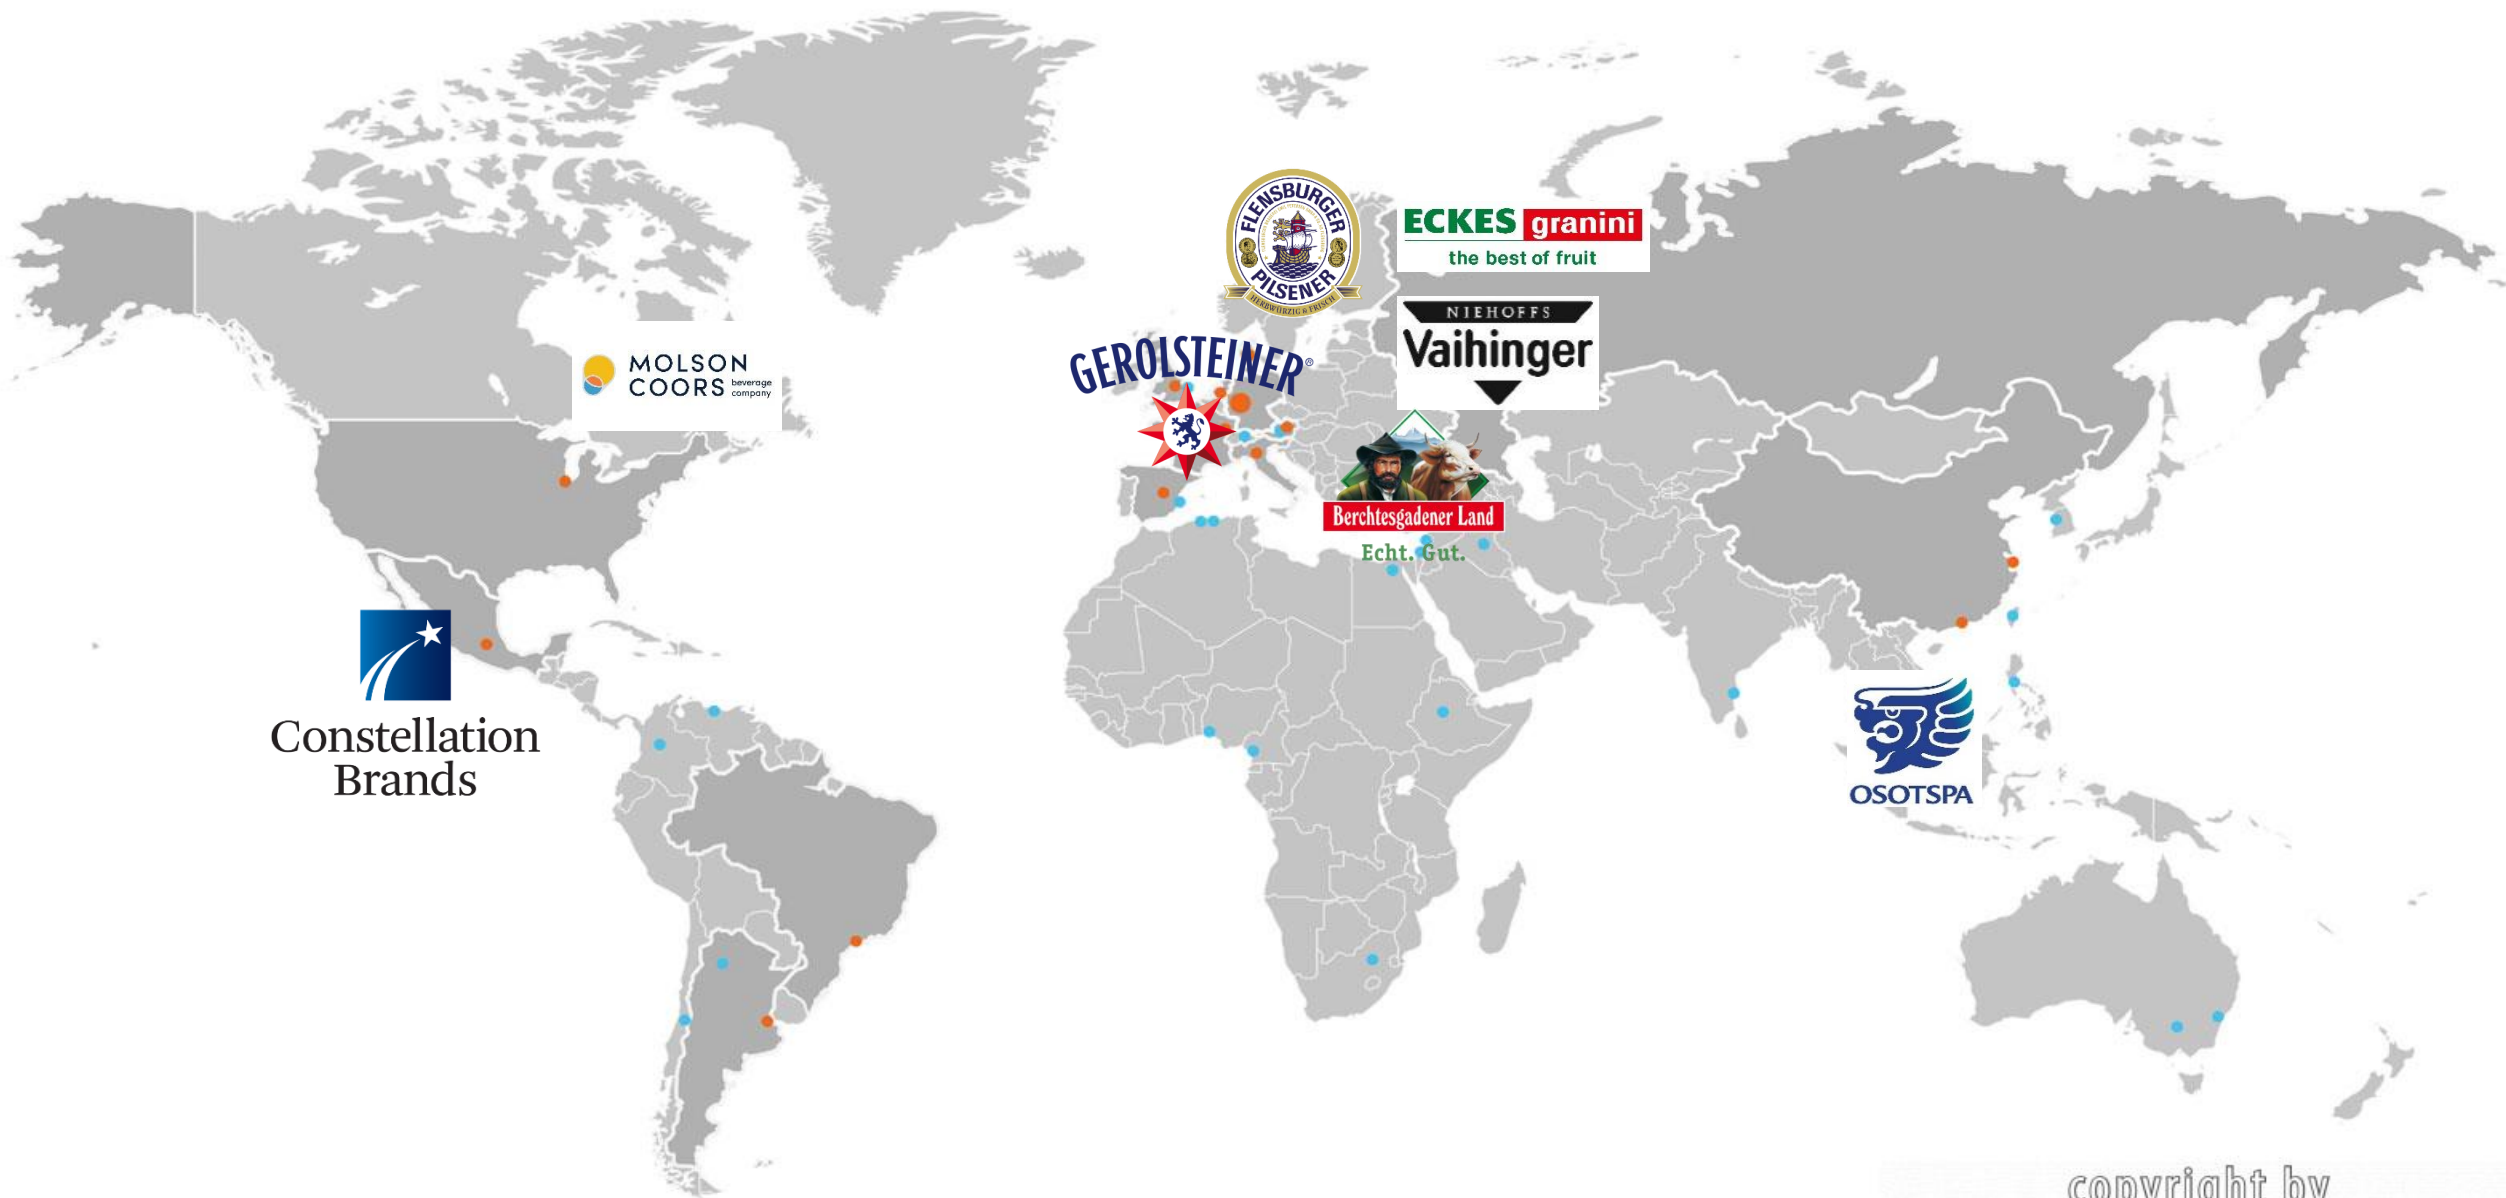 FLENSBURGER
PILSENER
HERBWÜRZIG & FRISCH
ECKES granini
the best of fruit
NIEHOFFS
Vaihinger
GEROLSTEINER®
MOLSON
COORS beverage
company
Berchtesgadener Land
Echt. Gut.
Constellation
Brands
OSOTSPA
copyright by